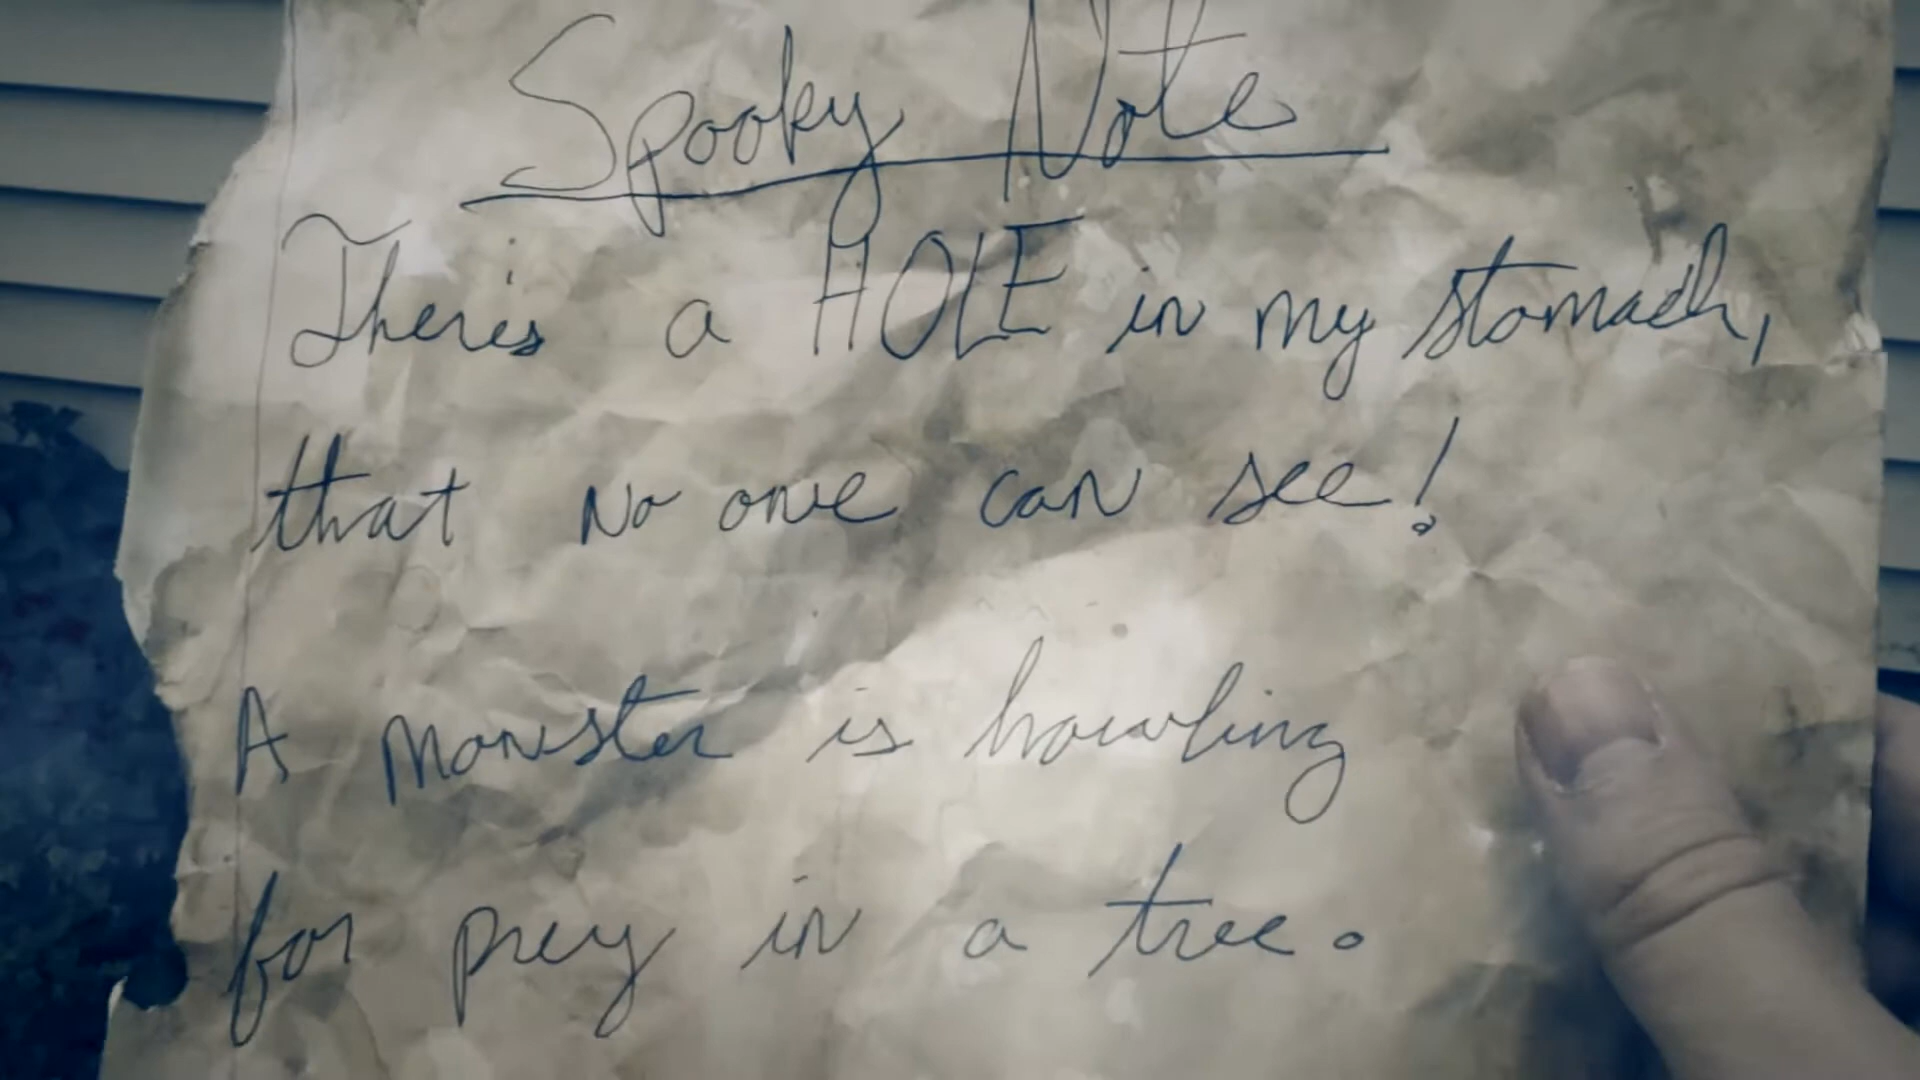 Spooky Note
There's a HOLE in my stomach,
that no one can see!
A monster is howling
for prey in a tree.